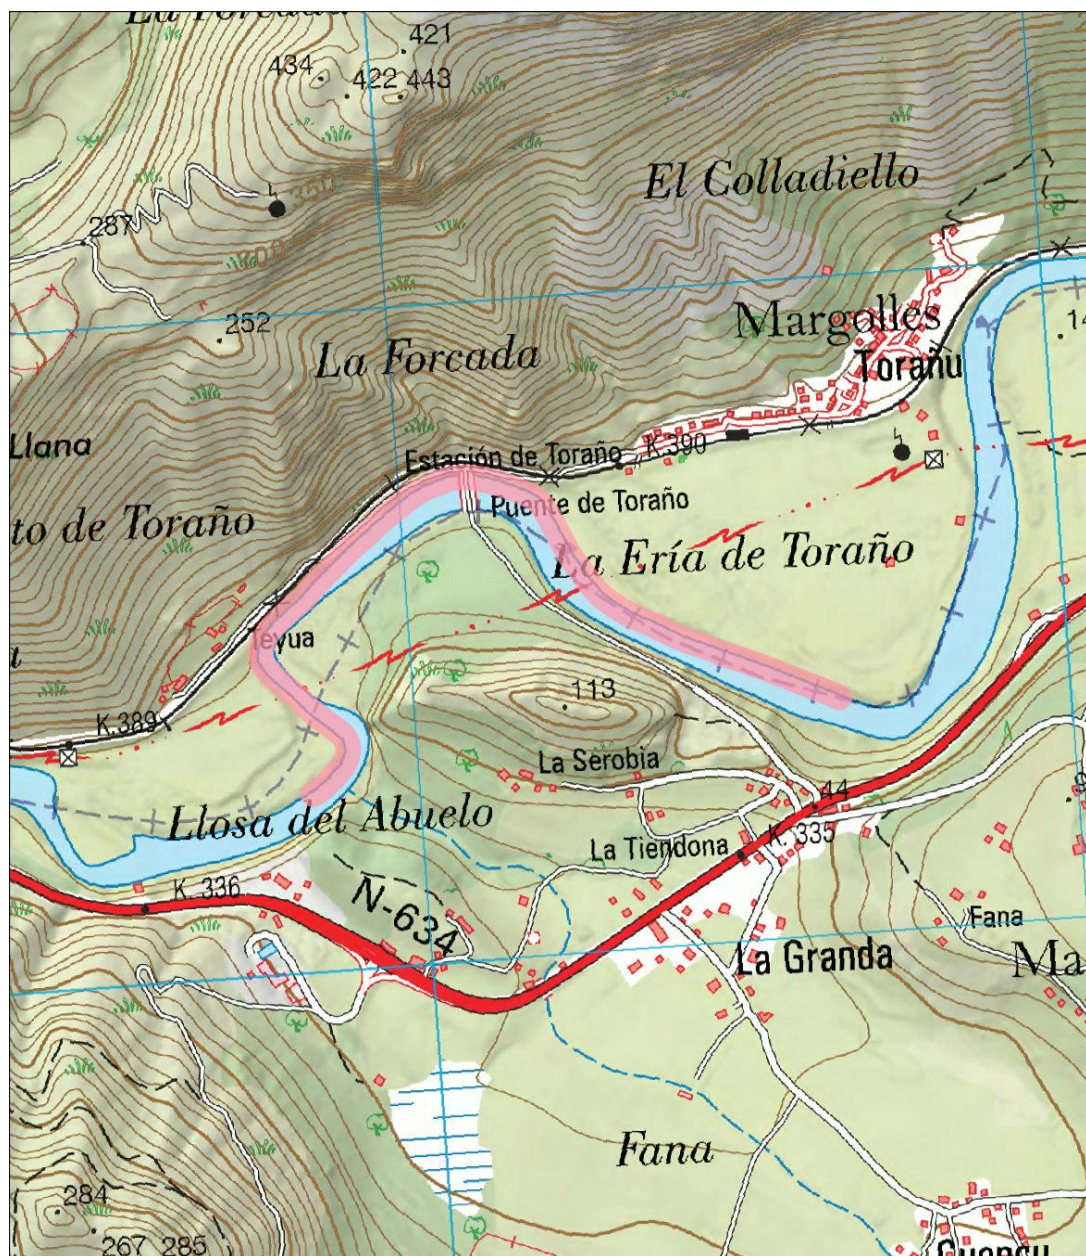 La Forcada
421
434
422 443
El Colladiello
287
252
Margolles
La Forcada
Torañu
Llana
Estación de Toraño
K.390
Puente de Toraño
to de Toraño
La Ería de Toraño
Teyua
113
K.389
La Serobia
44
Llosa del Abuelo
La Tiendona
K. 335
K. 336
N-634
Fana
La Granda
Ma
Fana
284
267 285